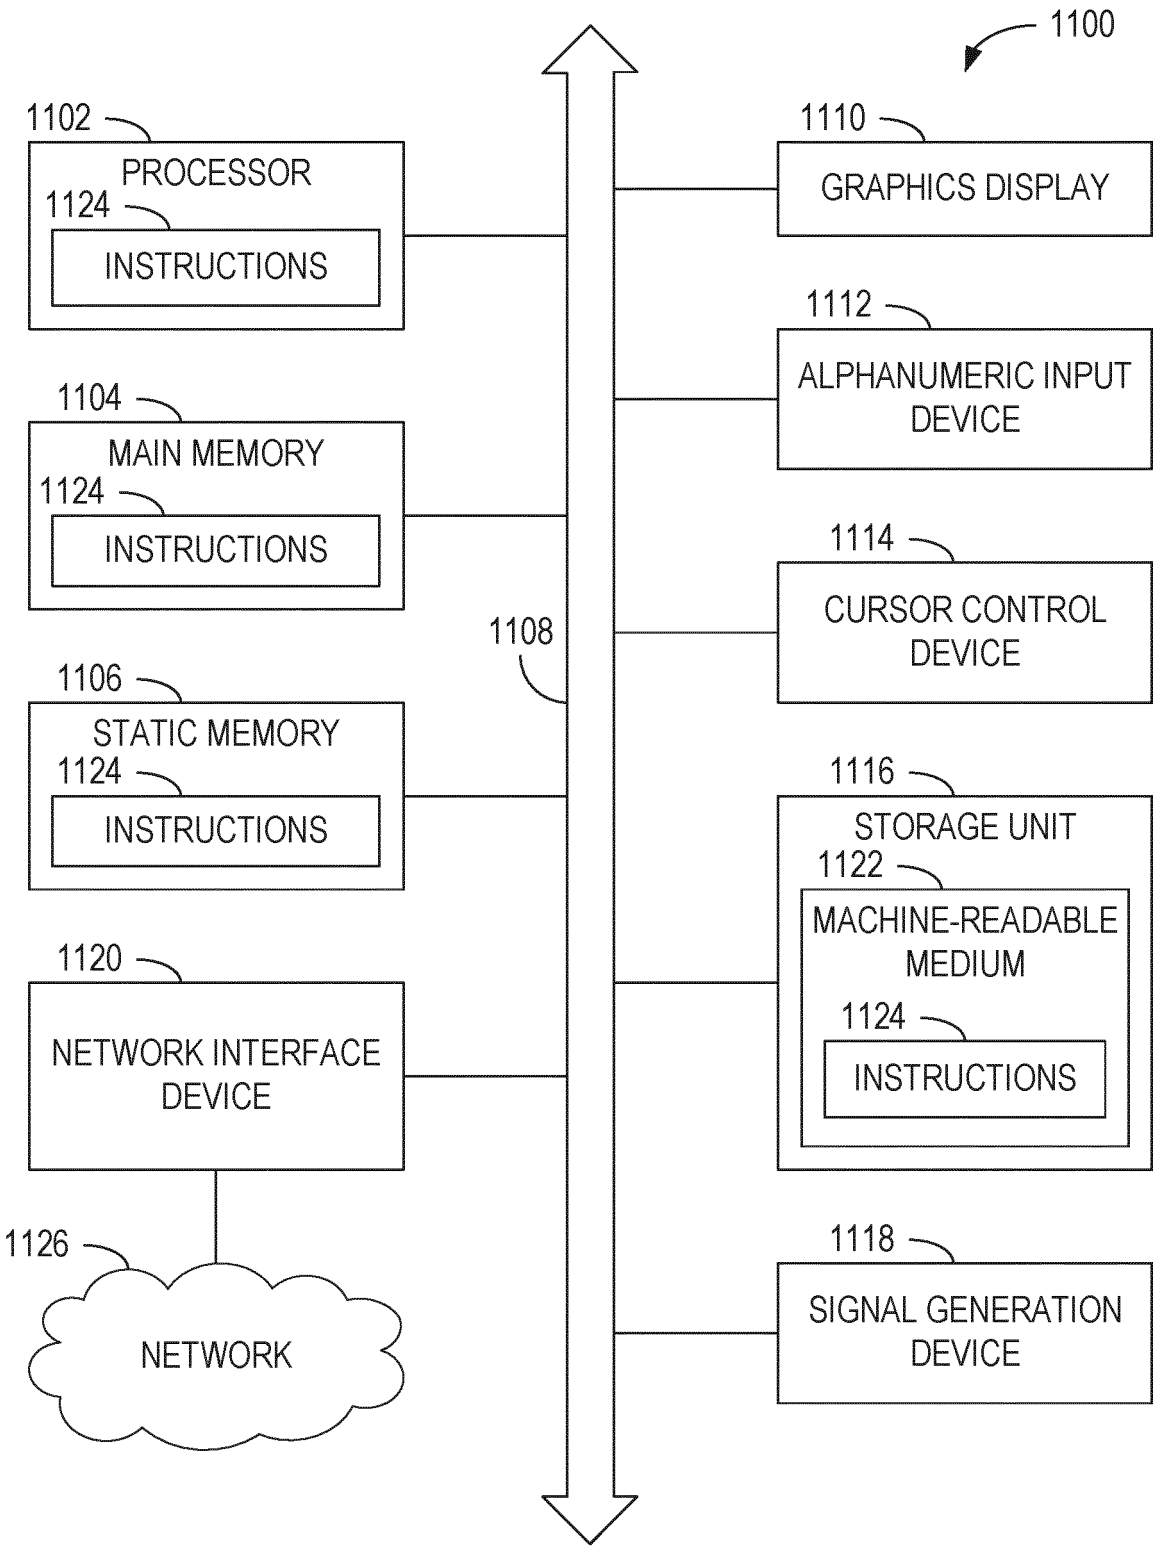 1100
1102
PROCESSOR
1124
INSTRUCTIONS
1104
MAIN MEMORY
1124
INSTRUCTIONS
1106
STATIC MEMORY
1124
INSTRUCTIONS
1120
NETWORK INTERFACE
DEVICE
1126
NETWORK
1108
1110
GRAPHICS DISPLAY
1112
ALPHANUMERIC INPUT
DEVICE
1114
CURSOR CONTROL
DEVICE
1116
STORAGE UNIT
1122
MACHINE-READABLE
MEDIUM
1124
INSTRUCTIONS
1118
SIGNAL GENERATION
DEVICE